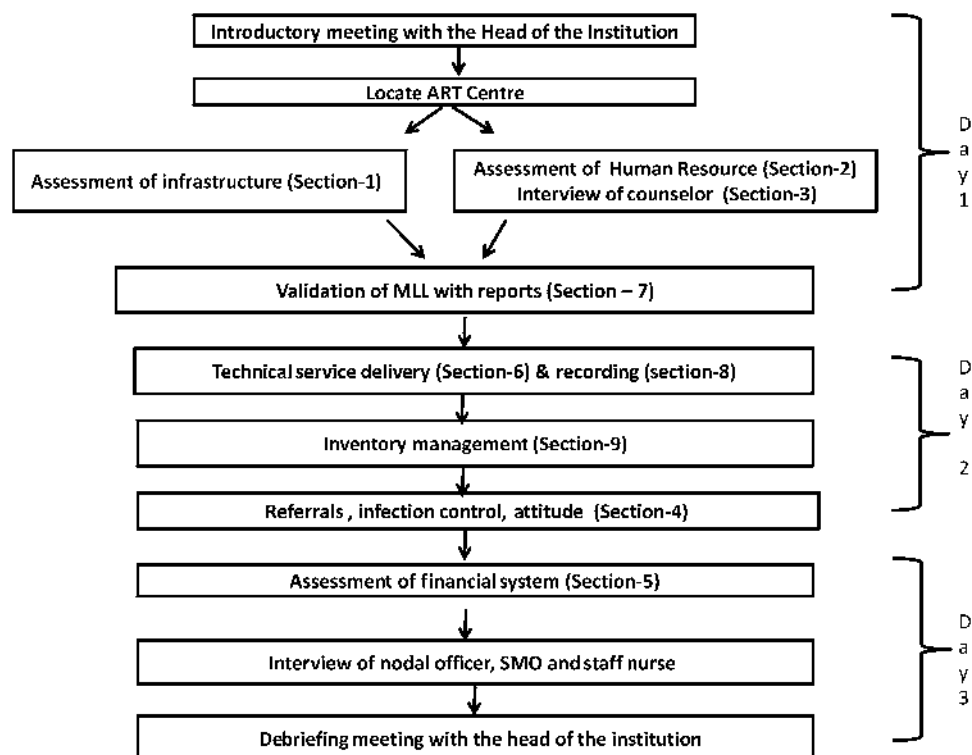 Introductory meeting with the Head of the Institution
Locate ART Centre
Assessment of infrastructure (Section-1)
Assessment of Human Resource (Section-2)
Interview of counselor (Section-3)
Validation of MLL with reports (Section – 7)
Day1
Technical service delivery (Section-6) & recording (section-8)
Inventory management (Section-9)
Referrals , infection control, attitude (Section-4)
Day 2
Assessment of financial system (Section-5)
Interview of nodal officer, SMO and staff nurse
Debriefing meeting with the head of the institution
Day3